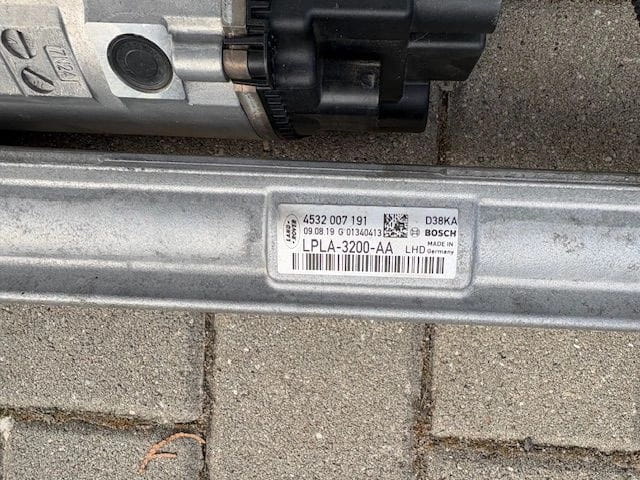 4532 007 191
D38KA
09.08.19 G 01340413
BOSCH
LPLA-3200-AA
LHD
MADE IN
Germany